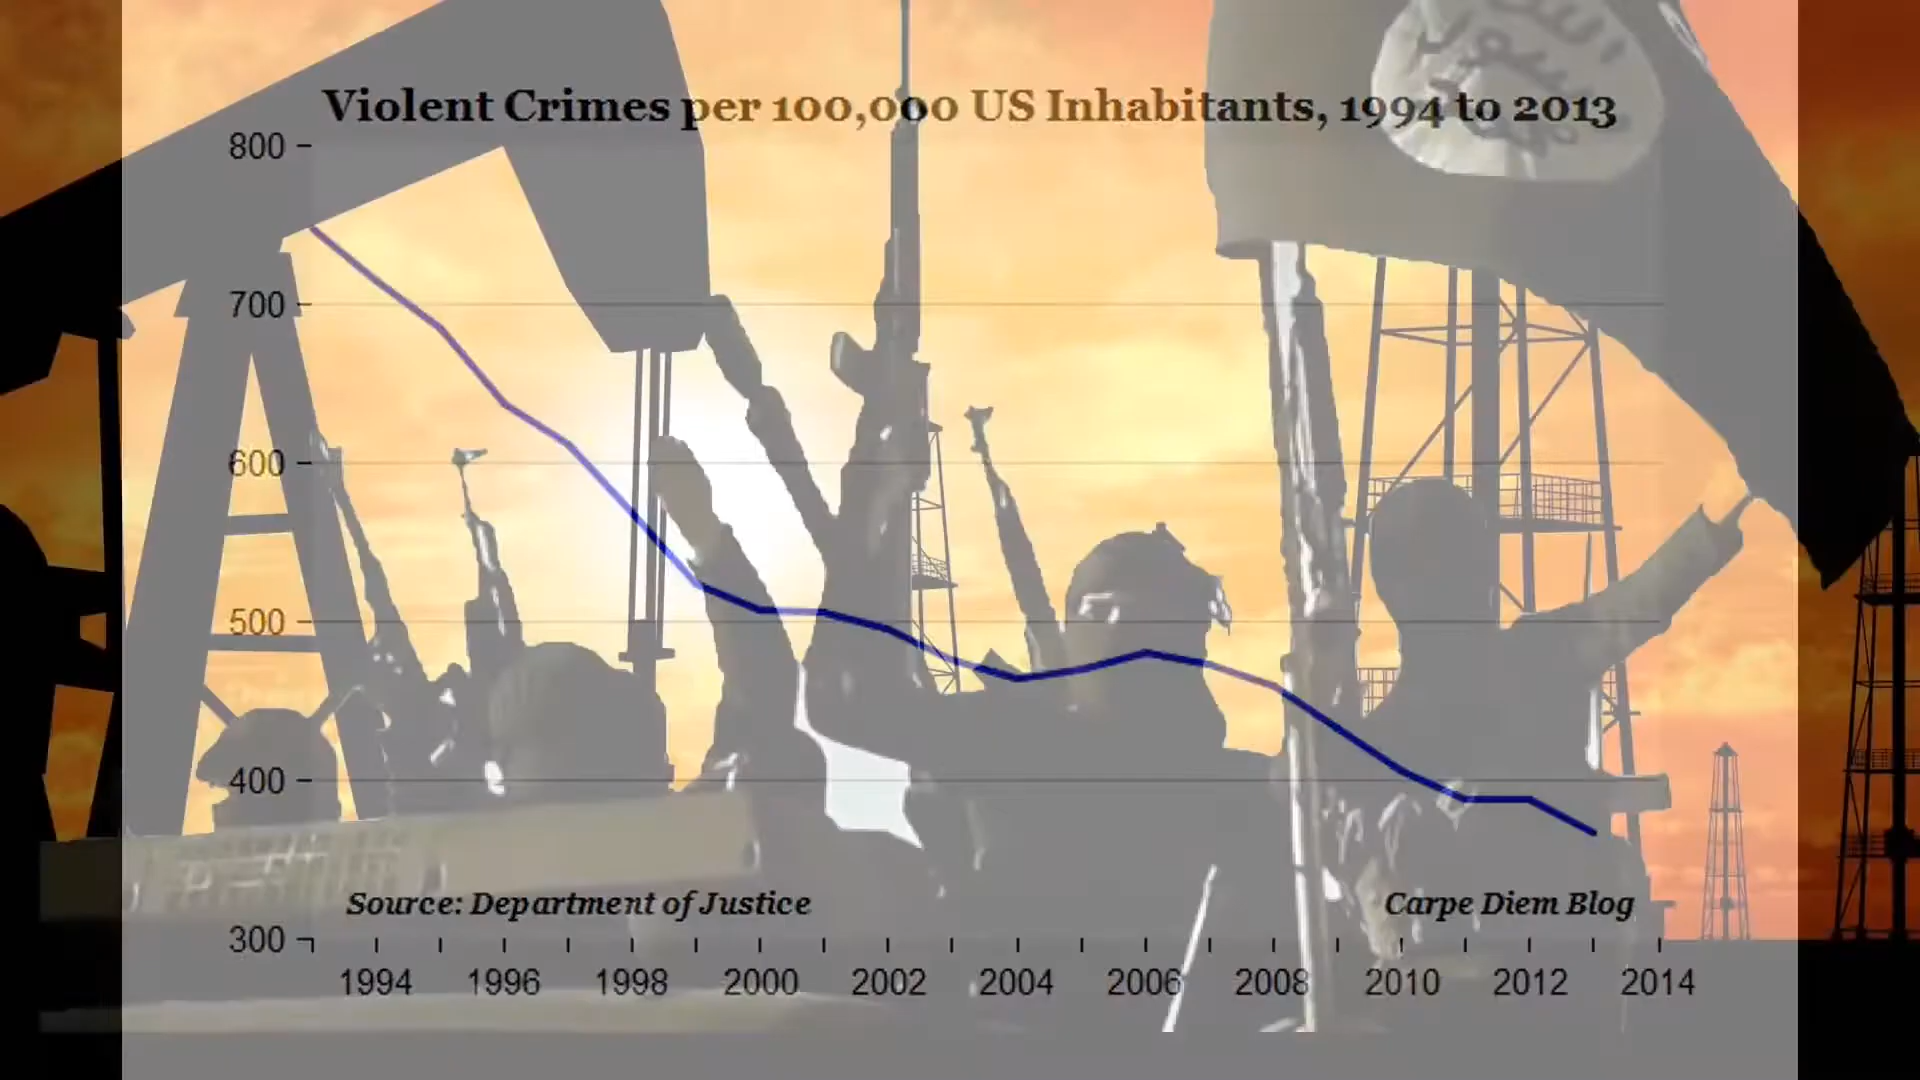 Violent Crimes per 100,000 US Inhabitants, 1994 to 2013
800
700
600
500
400
300
Source: Department of Justice
Carpe Diem Blog
1994 1996 1998 2000 2002 2004 2006 2008 2010 2012 2014